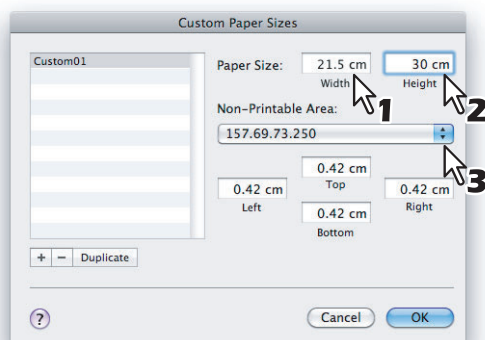 Custom Paper Sizes
Custom01
Paper Size: 21.5 cm 30 cm
Width Height
1 2
Non-Printable Area:
157.69.73.250
3
0.42 cm
Top
0.42 cm 0.42 cm
Left Right
0.42 cm
Bottom
+ − Duplicate
? Cancel OK